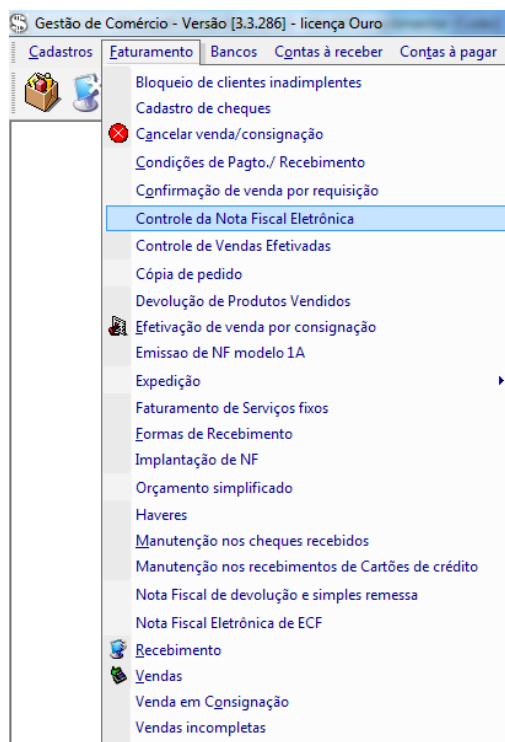 Gestão de Comércio - Versão [3.3.286] - licença Ouro
Cadastros Faturamento Bancos Contas à receber Contas à pagar
Bloqueio de clientes inadimplentes
Cadastro de cheques
Cancelar venda/consignação
Condições de Pagto./ Recebimento
Confirmação de venda por requisição
Controle da Nota Fiscal Eletrônica
Controle de Vendas Efetivadas
Cópia de pedido
Devolução de Produtos Vendidos
Efetivação de venda por consignação
Emissao de NF modelo 1A
Expedição
Faturamento de Serviços fixos
Formas de Recebimento
Implantação de NF
Orçamento simplificado
Haveres
Manutenção nos cheques recebidos
Manutenção nos recebimentos de Cartões de crédito
Nota Fiscal de devolução e simples remessa
Nota Fiscal Eletrônica de ECF
Recebimento
Vendas
Venda em Consignação
Vendas incompletas